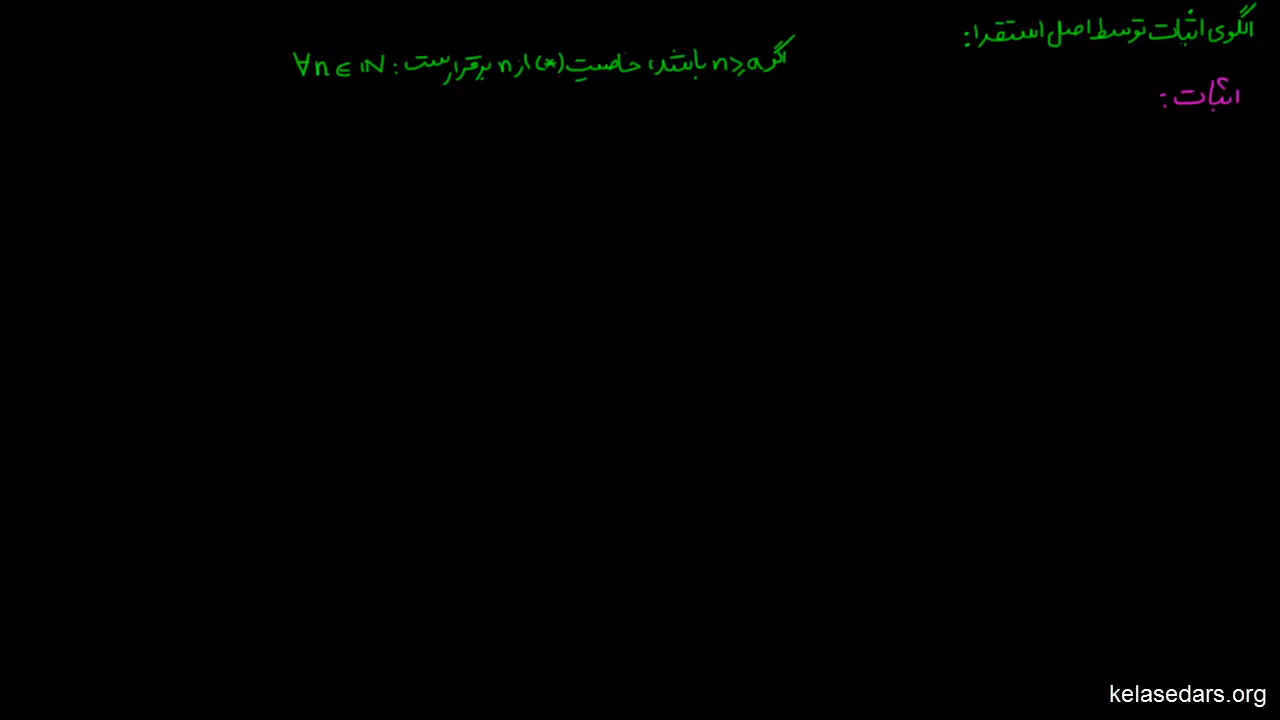 الگوی اثبات توسط اصل استقرا:
∀n ∈ ℕ : اگر n ≥ a باشد، خاصیت (*) از n برقرار است
اثبات:
kelasedars.org